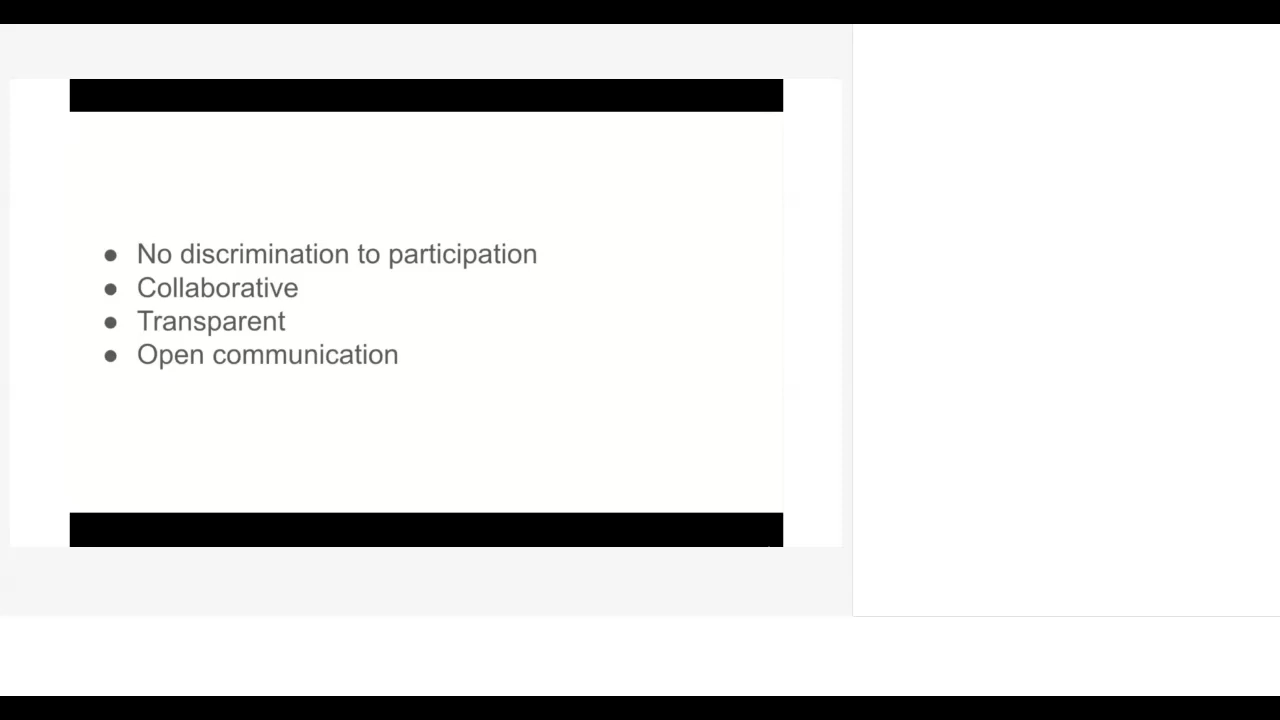 ● No discrimination to participation
● Collaborative
● Transparent
● Open communication